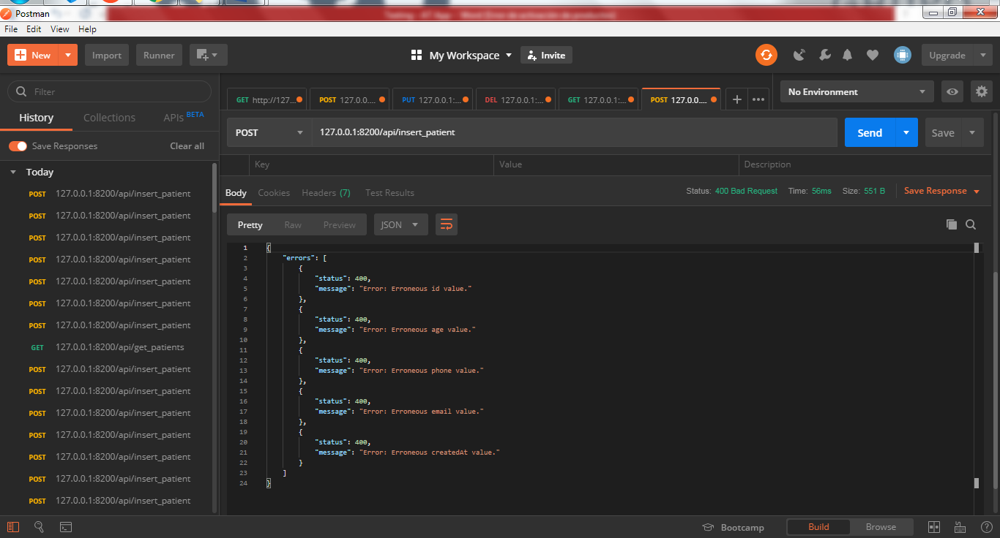 Postman
File Edit View Help
New Import Runner My Workspace Invite Upgrade
Filter
History Collections APIs BETA
Save Responses Clear all
Today
POST 127.0.0.1:8200/api/insert_patient
POST 127.0.0.1:8200/api/insert_patient
POST 127.0.0.1:8200/api/insert_patient
POST 127.0.0.1:8200/api/insert_patient
POST 127.0.0.1:8200/api/insert_patient
POST 127.0.0.1:8200/api/insert_patient
POST 127.0.0.1:8200/api/insert_patient
GET 127.0.0.1:8200/api/get_patients
POST 127.0.0.1:8200/api/insert_patient
POST 127.0.0.1:8200/api/insert_patient
POST 127.0.0.1:8200/api/insert_patient
POST 127.0.0.1:8200/api/insert_patient
POST 127.0.0.1:8200/api/insert_patient
POST 127.0.0.1:8200/api/insert_patient
POST 127.0.0.1:8200/api/insert_patient
GET http://127... POST 127.0.0.... PUT 127.0.0.1:... DEL 127.0.0.1:... GET 127.0.0.1:... POST 127.0.0.... No Environment
POST 127.0.0.1:8200/api/insert_patient Send Save
Key Value Description
Body Cookies Headers (7) Test Results Status: 400 Bad Request Time: 56ms Size: 551 B Save Response
Pretty Raw Preview JSON
1 {
2 "errors": [
3 {
4 "status": 400,
5 "message": "Error: Erroneous id value."
6 },
7 {
8 "status": 400,
9 "message": "Error: Erroneous age value."
10 },
11 {
12 "status": 400,
13 "message": "Error: Erroneous phone value."
14 },
15 {
16 "status": 400,
17 "message": "Error: Erroneous email value."
18 },
19 {
20 "status": 400,
21 "message": "Error: Erroneous createdAt value."
22 }
23 ]
24 }
Bootcamp Build Browse